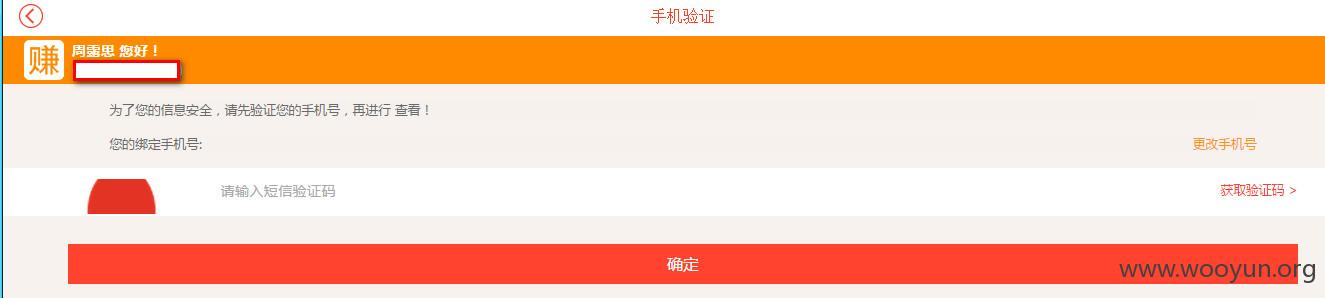 手机验证
赚
周霭思 您好！
为了您的信息安全，请先验证您的手机号，再进行 查看！
您的绑定手机号:
更改手机号
请输入短信验证码
获取验证码 >
确定
www.wooyun.org